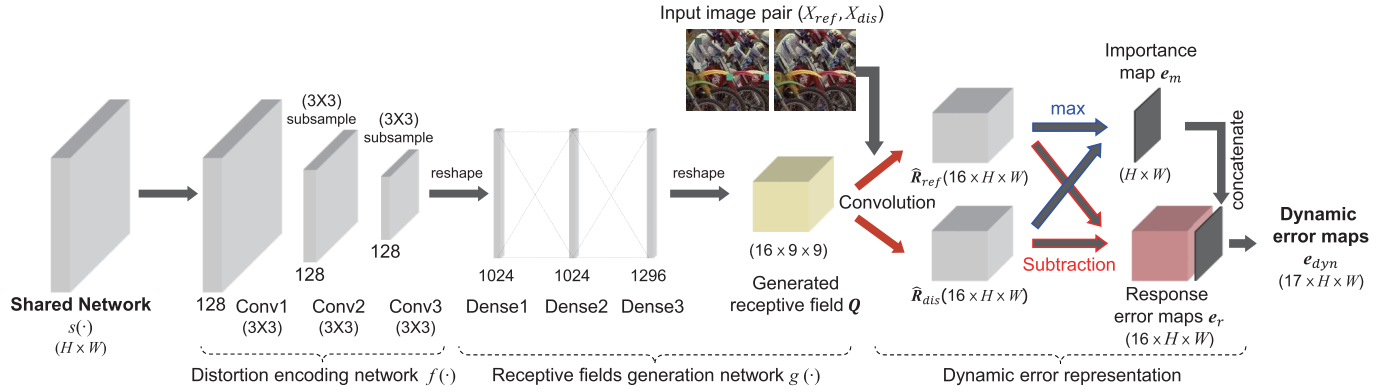 Input image pair (X_ref, X_dis)
Shared Network
s(·)
(H × W)
128
Conv1
(3X3)
(3X3)
subsample
128
Conv2
(3X3)
(3X3)
subsample
128
Conv3
(3X3)
Distortion encoding network f(·)
reshape
1024
Dense1
1024
Dense2
1296
Dense3
reshape
(16 × 9 × 9)
Generated
receptive field Q
Receptive fields generation network g(·)
Convolution
R̂_ref(16 × H × W)
R̂_dis(16 × H × W)
max
Subtraction
Importance
map e_m
(H × W)
concatenate
Response
error maps e_r
(16 × H × W)
Dynamic error representation
Dynamic
error maps
e_dyn
(17 × H × W)